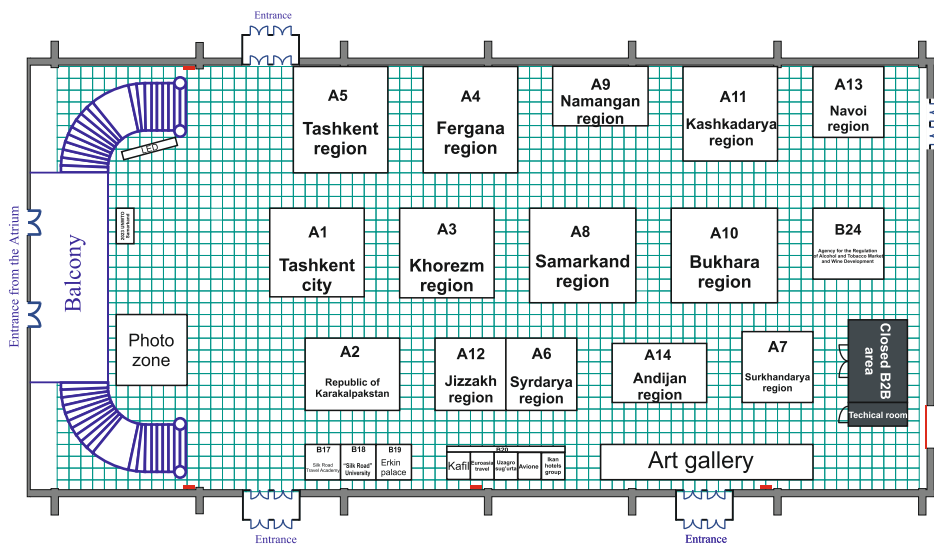 Entrance
A5
Tashkent
region
A4
Fergana
region
A9
Namangan
region
A11
Kashkadarya
region
A13
Navoi
region
LED
2023 UNWTO
Samarkand
Entrance from the Atrium
Balcony
A1
Tashkent
city
A3
Khorezm
region
A8
Samarkand
region
A10
Bukhara
region
B24
Agency for the Regulation
of Alcohol and Tobacco Market
and Wine Development
Photo
zone
A2
Republic of
Karakalpakstan
A12
Jizzakh
region
A6
Syrdarya
region
A14
Andijan
region
A7
Surkhandarya
region
Closed B2B
area
Techical room
B17
Silk Road
Travel Academy
B18
"Silk Road"
University
B19
Erkin
palace
B20
Kafil
Euroasia
travel
Uzagro
sug'urta
Avione
Ikan
hotels
group
Art gallery
Entrance
Entrance